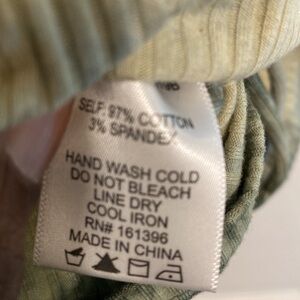 SELF: 97% COTTON
3% SPANDEX
HAND WASH COLD
DO NOT BLEACH
LINE DRY
COOL IRON
RN# 161396
MADE IN CHINA